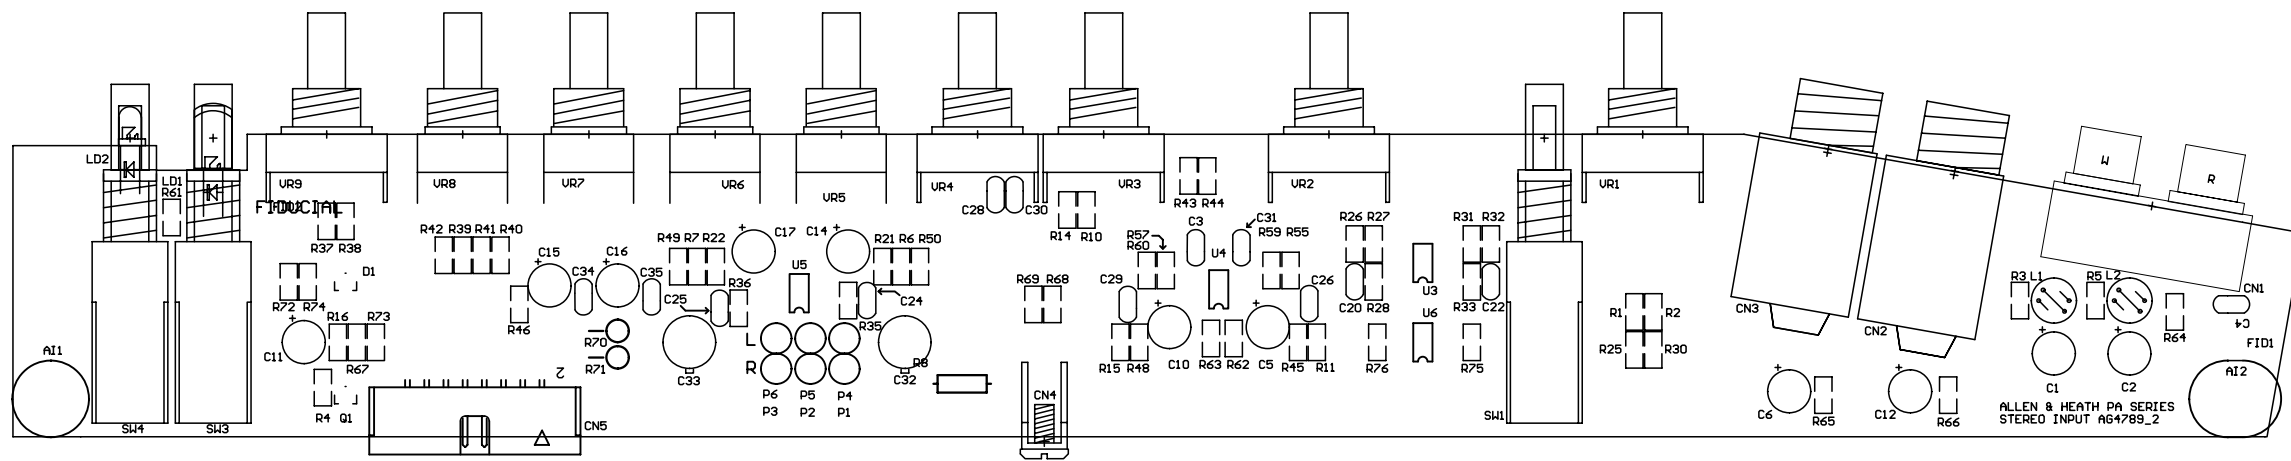 LD2
LD1
R61
VR9
VR8
VR7
VR6
VR5
VR4
VR3
VR2
VR1
W
R
FIDUCIAL
R37 R38
R42 R39 R41 R40
C15
C16
C34
C35
R49 R7 R22
C17
C14
R21 R6 R50
C28
C30
R14 R10
R43 R44
C3
C31
R57
R60
R59 R55
R26 R27
R31 R32
U5
U4
U3
U6
D1
R72 R74
R16
R73
R67
C11
R46
C25
R36
C24
R35
R69 R68
C29
C26
C20 R28
R33 C22
R1
R2
R25
R30
CN3
CN2
R3 L1
R5 L2
CN1
C4
R64
FID1
AI1
R70
R71
L
R
C33
C32
R8
R15 R48
C10
R63 R62
C5
R45 R11
R76
R75
C1
C2
AI2
R4
Q1
2
P6 P5 P4
P3 P2 P1
CN4
CN5
SW4
SW3
SW1
C6
R65
C12
R66
ALLEN & HEATH PA SERIES
STEREO INPUT AG4789_2